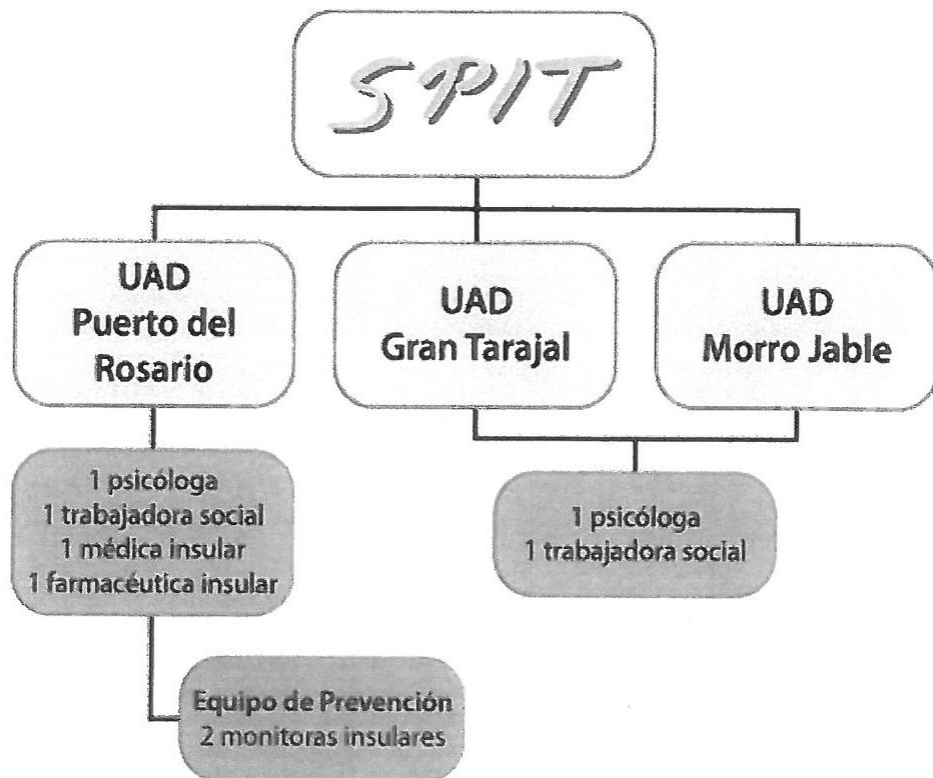 SPIT
UAD
Puerto del
Rosario
UAD
Gran Tarajal
UAD
Morro Jable
1 psicóloga
1 trabajadora social
1 médica insular
1 farmacéutica insular
1 psicóloga
1 trabajadora social
Equipo de Prevención
2 monitoras insulares